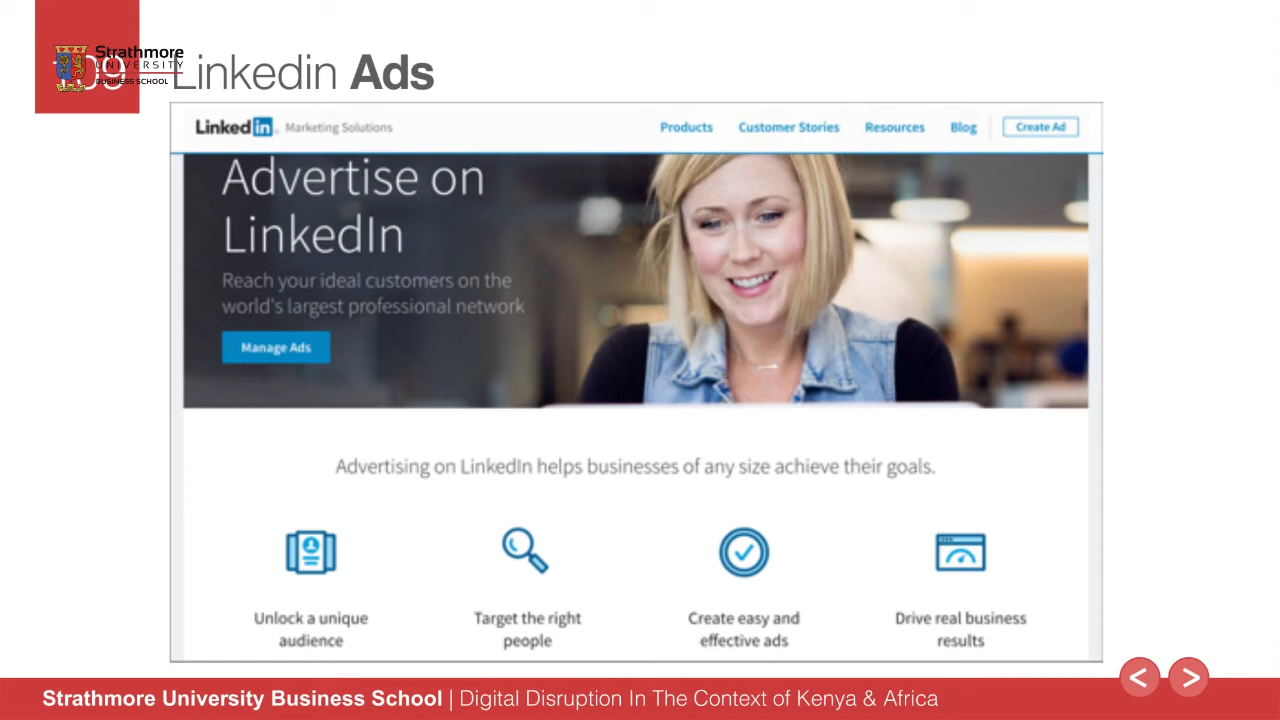 109
Strathmore
UNIVERSITY
BUSINESS SCHOOL
Linkedin Ads
Linked in Marketing Solutions
Products Customer Stories Resources Blog Create Ad
Advertise on
LinkedIn
Reach your ideal customers on the
world's largest professional network
Manage Ads
Advertising on LinkedIn helps businesses of any size achieve their goals.
Unlock a unique
audience
Target the right
people
Create easy and
effective ads
Drive real business
results
Strathmore University Business School | Digital Disruption In The Context of Kenya & Africa